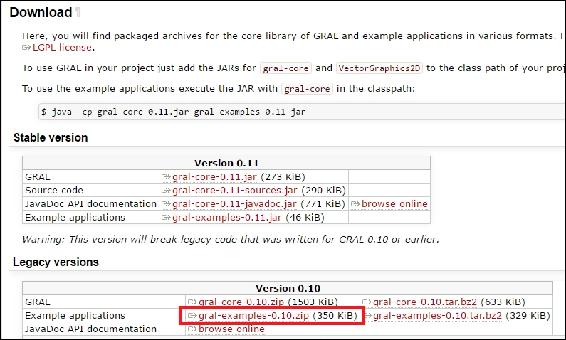 Download
Here, you will find packaged archives for the core library of GRAL and example applications in various formats.
LGPL license.
To use GRAL in your project just add the JARs for gral-core and VectorGraphics2D to the class path of your
To use the example applications execute the JAR with gral-core in the classpath:
$ java -cp gral-core-0.11.jar gral-examples-0.11.jar
Stable version
Version 0.11
GRAL gral-core-0.11.jar (273 KiB)
Source code gral-core-0.11-sources.jar (290 KiB)
JavaDoc API documentation gral-core-0.11-javadoc.jar (771 KiB) browse online
Example applications gral-examples-0.11.jar (46 KiB)
Warning: This version will break legacy code that was written for GRAL 0.10 or earlier.
Legacy versions
Version 0.10
GRAL gral-core-0.10.zip (1503 KiB) gral-core-0.10.tar.bz2 (633 KiB)
Example applications gral-examples-0.10.zip (350 KiB) gral-examples-0.10.tar.bz2 (329 KiB)
JavaDoc API documentation browse online